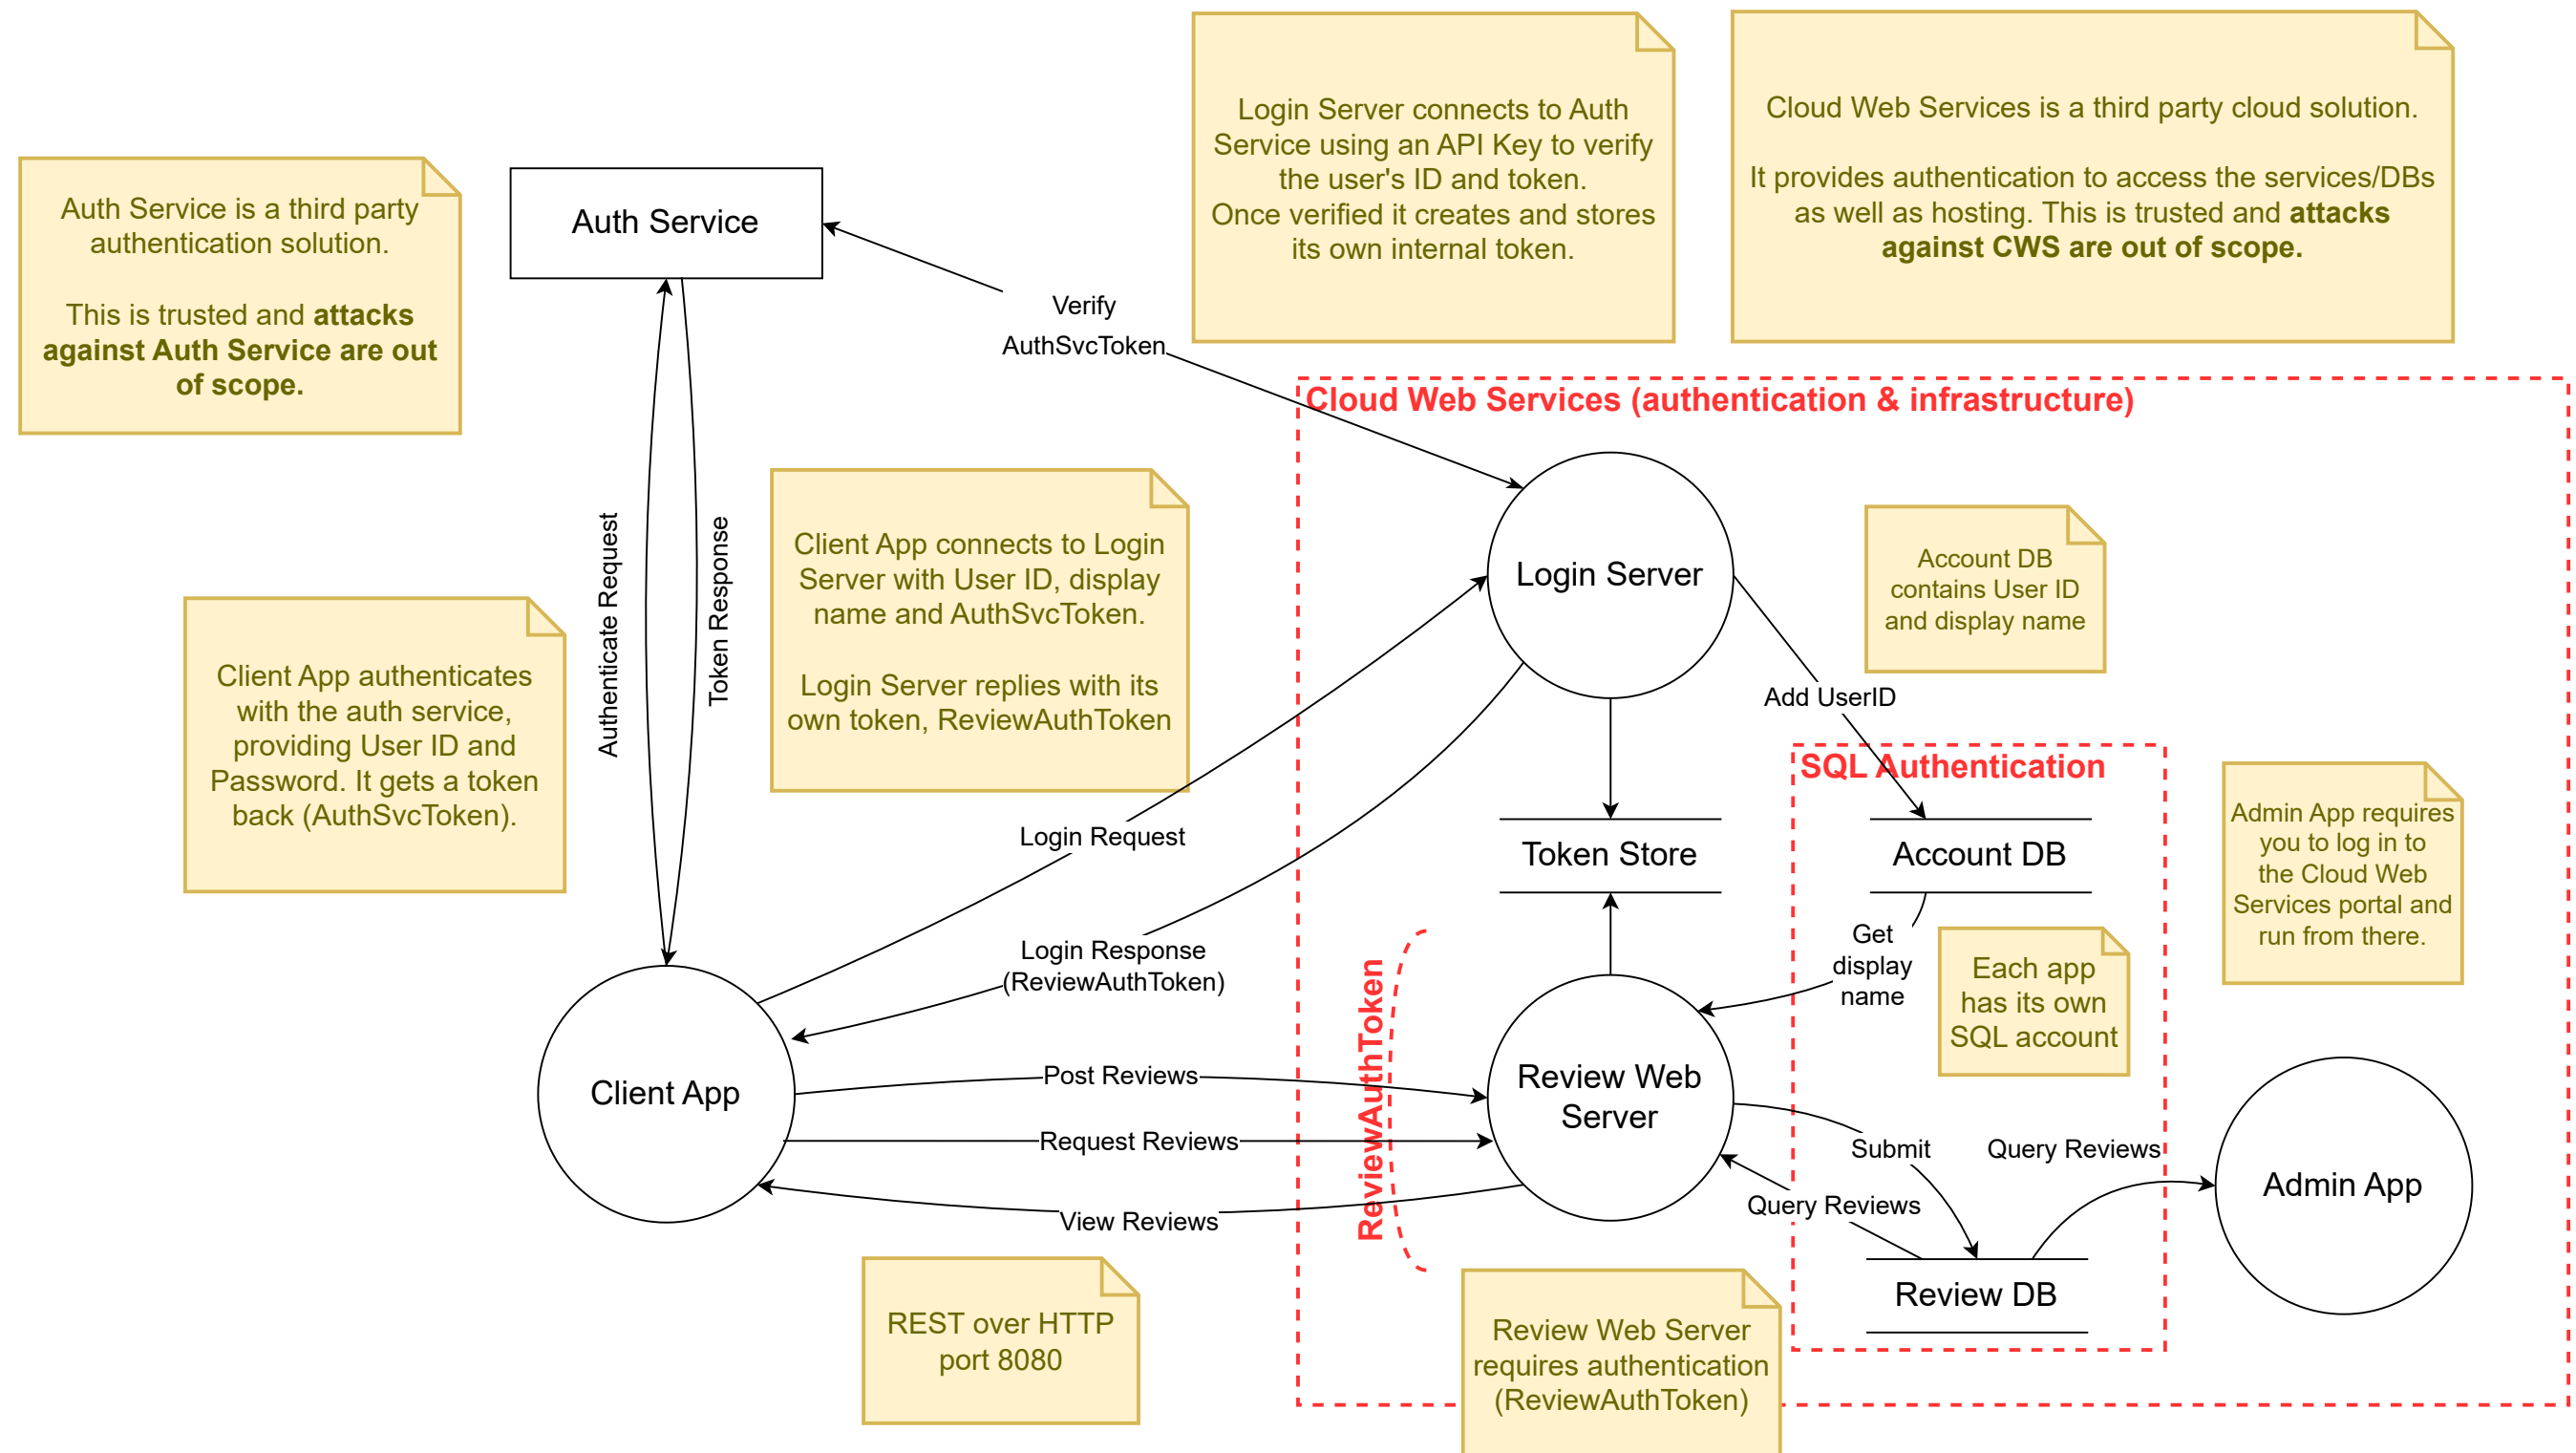 Login Server connects to Auth
Service using an API Key to verify
the user's ID and token.
Once verified it creates and stores
its own internal token.
Cloud Web Services is a third party cloud solution.
It provides authentication to access the services/DBs
as well as hosting. This is trusted and attacks
against CWS are out of scope.
Auth Service is a third party
authentication solution.
This is trusted and attacks
against Auth Service are out
of scope.
Auth Service
Verify
AuthSvcToken
Cloud Web Services (authentication & infrastructure)
Authenticate Request
Token Response
Client App connects to Login
Server with User ID, display
name and AuthSvcToken.
Login Server replies with its
own token, ReviewAuthToken
Login Server
Account DB
contains User ID
and display name
Client App authenticates
with the auth service,
providing User ID and
Password. It gets a token
back (AuthSvcToken).
Add UserID
SQL Authentication
Login Request
Token Store
Account DB
Admin App requires
you to log in to
the Cloud Web
Services portal and
run from there.
Login Response
(ReviewAuthToken)
Get
display
name
Each app
has its own
SQL account
ReviewAuthToken
Client App
Post Reviews
Review Web
Server
Request Reviews
Submit
Query Reviews
Admin App
View Reviews
Query Reviews
Review DB
REST over HTTP
port 8080
Review Web Server
requires authentication
(ReviewAuthToken)